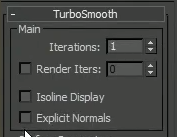 - TurboSmooth
Main
Iterations: 1
Render Iters: 0
Isoline Display
Explicit Normals